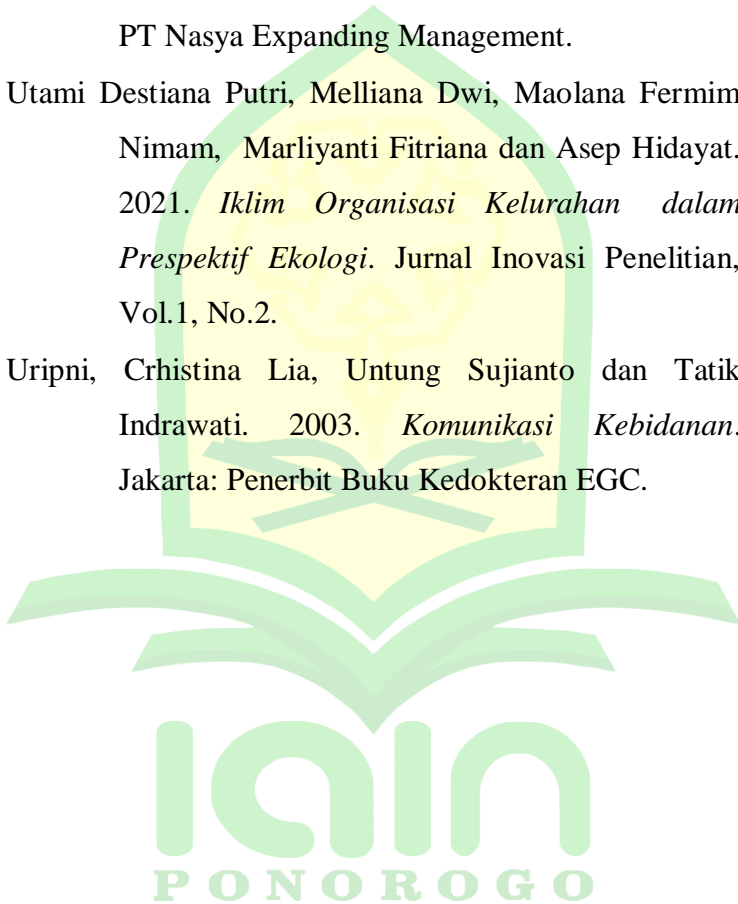 PT Nasya Expanding Management.
Utami Destiana Putri, Melliana Dwi, Maolana Fermim
Nimam, Marliyanti Fitriana dan Asep Hidayat.
2021. Iklim Organisasi Kelurahan dalam
Prespektif Ekologi. Jurnal Inovasi Penelitian,
Vol.1, No.2.
Uripni, Crhistina Lia, Untung Sujianto dan Tatik
Indrawati. 2003. Komunikasi Kebidanan.
Jakarta: Penerbit Buku Kedokteran EGC.
iain
PONOROGO